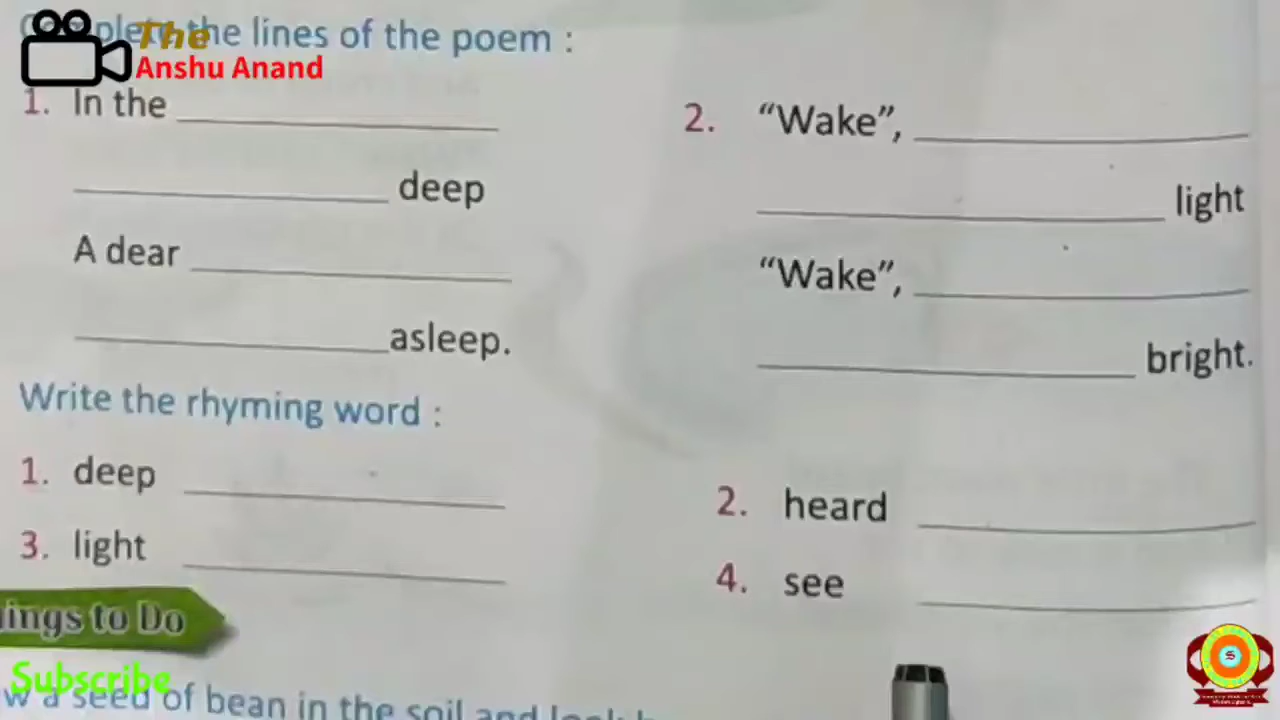 Complete the lines of the poem :
The
Anshu Anand
1. In the
deep
A dear
asleep.
2. "Wake",
light
"Wake",
bright.
Write the rhyming word :
1. deep
2. heard
3. light
4. see
ings to Do
Subscribe
w a seed of bean in the soil and look
S